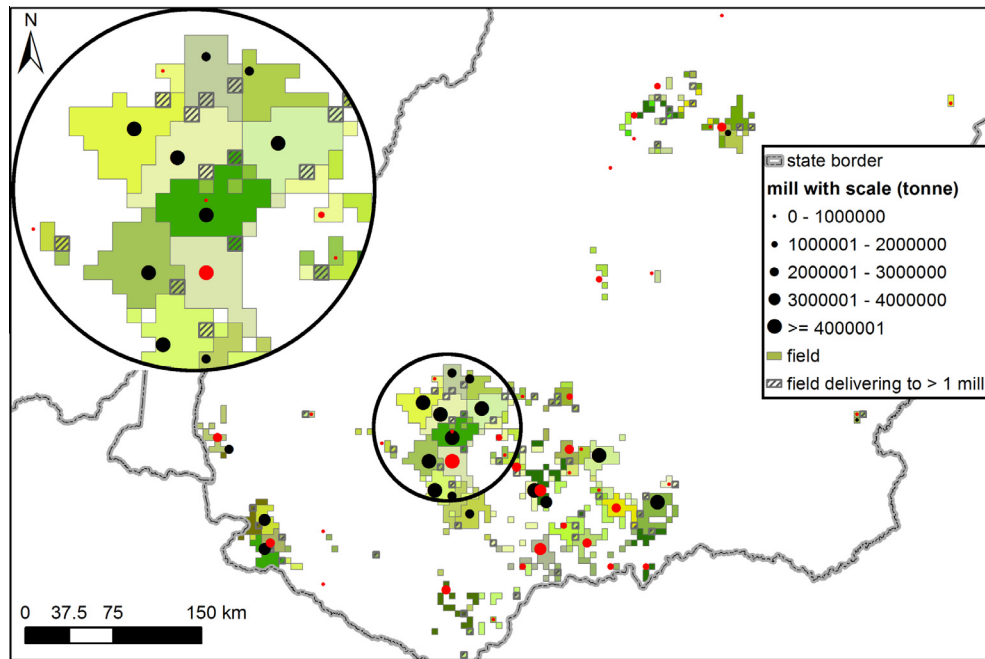 N
state border
mill with scale (tonne)
0 - 1000000
1000001 - 2000000
2000001 - 3000000
3000001 - 4000000
>= 4000001
field
field delivering to > 1 mill
0 37.5 75 150 km